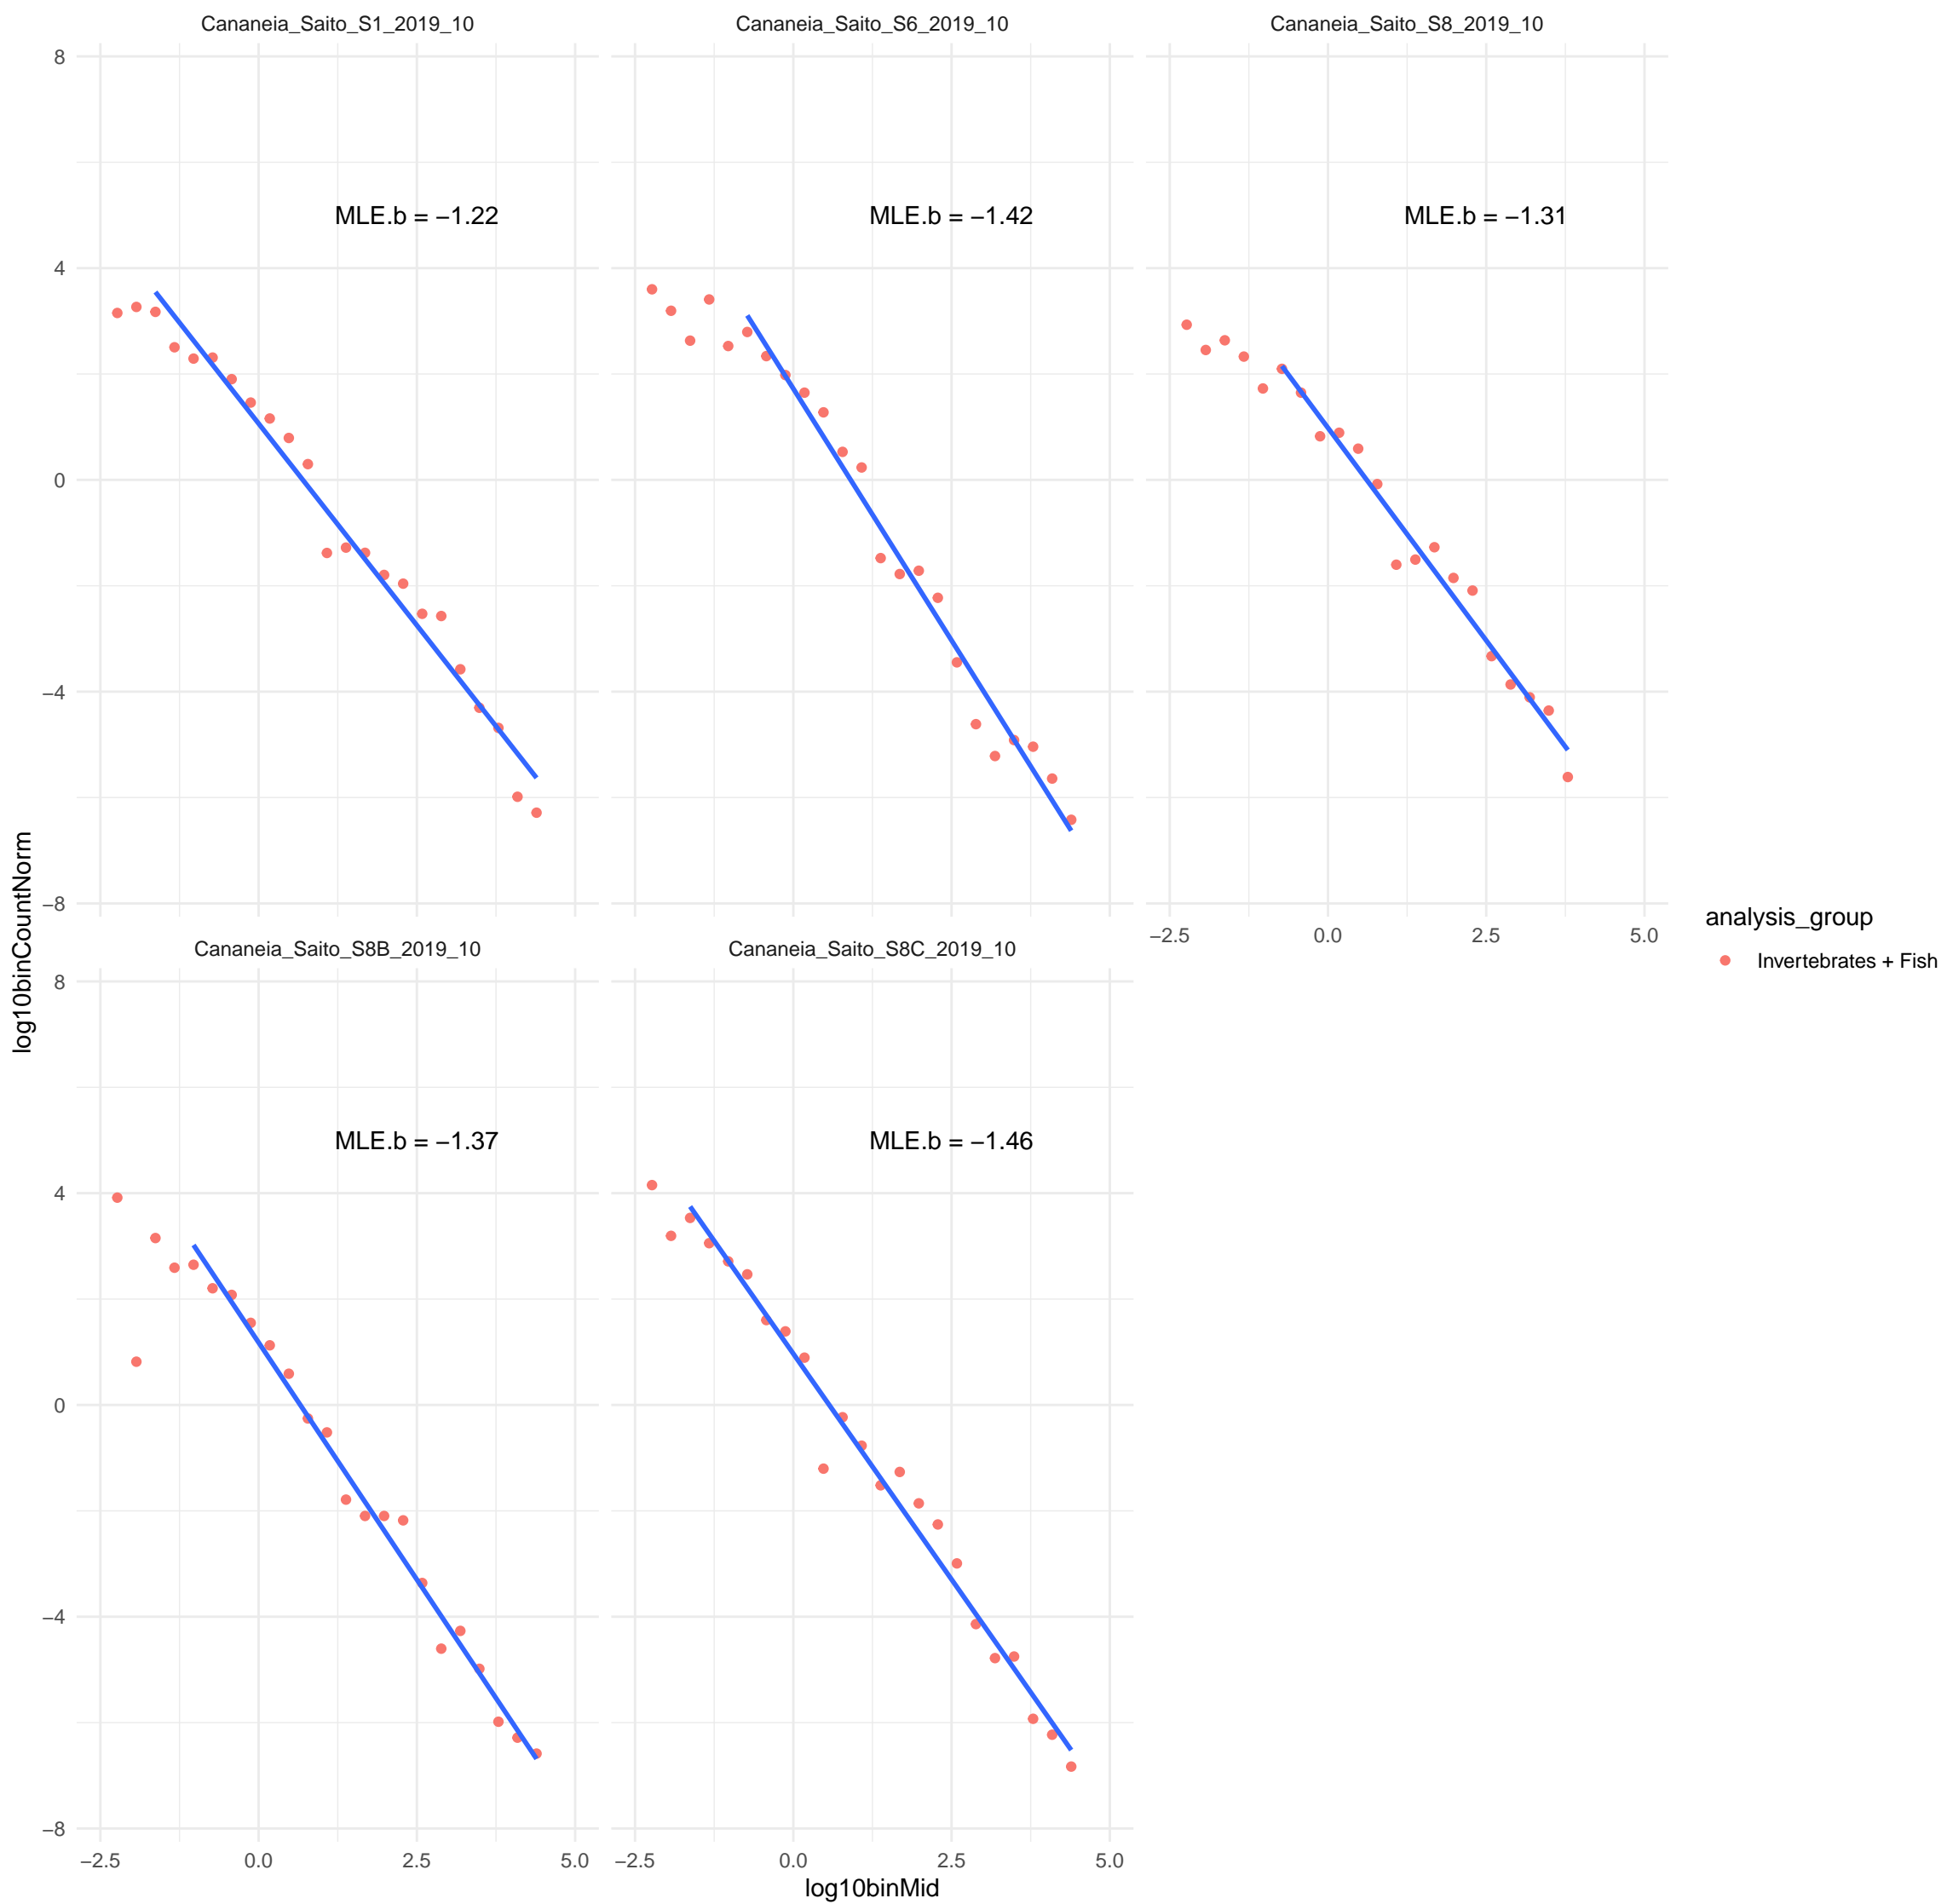 Cananeia_Saito_S1_2019_10
Cananeia_Saito_S6_2019_10
Cananeia_Saito_S8_2019_10
8
4
0
−4
−8
MLE.b = −1.22
MLE.b = −1.42
MLE.b = −1.31
−2.5 0.0 2.5 5.0
Cananeia_Saito_S8B_2019_10
Cananeia_Saito_S8C_2019_10
8
4
0
−4
−8
MLE.b = −1.37
MLE.b = −1.46
−2.5 0.0 2.5 5.0
−2.5 0.0 2.5 5.0
log10binMid
log10binCountNorm
analysis_group
Invertebrates + Fish